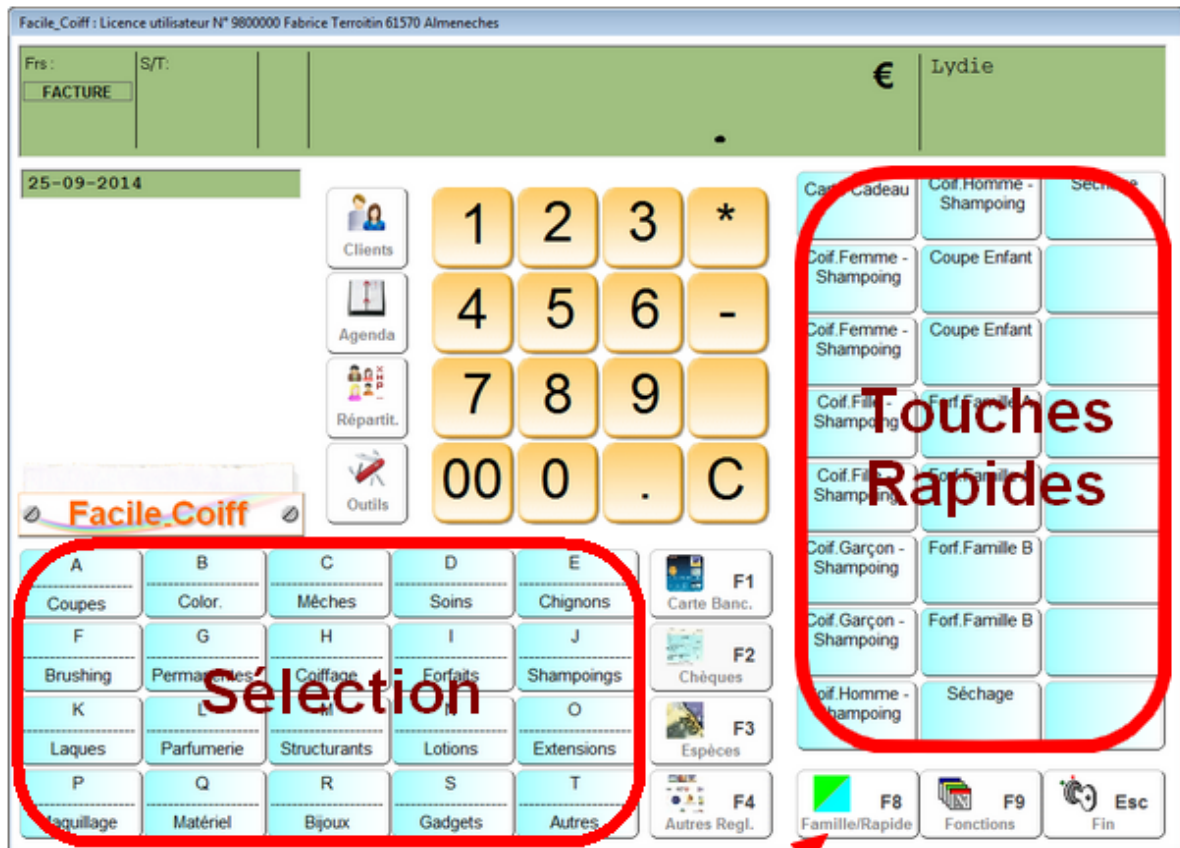 Facile_Coiff : Licence utilisateur N° 9800000 Fabrice Terroitin 61570 Almeneches
Frs :
S/T:
€
Lydie
FACTURE
.
25-09-2014
Clients
Agenda
Répartit.
Outils
1 2 3 *
4 5 6 -
7 8 9
00 0 . C
Facile.Coiff
Carte Cadeau
Coif.Homme -
Shampoing
Séchage
Coif.Femme -
Shampoing
Coupe Enfant
Coif.Femme -
Shampoing
Coupe Enfant
Coif.Fille -
Shampoing
Forf.Famille A
Coif.Fille -
Shampoing
Forf.Famille A
Coif.Garçon -
Shampoing
Forf.Famille B
Coif.Garçon -
Shampoing
Forf.Famille B
Coif.Homme -
Shampoing
Séchage
Touches
Rapides
A B C D E
Coupes Color. Mêches Soins Chignons
F G H I J
Brushing Permanentes Coiffage Forfaits Shampoings
K L M N O
Laques Parfumerie Structurants Lotions Extensions
P Q R S T
Maquillage Matériel Bijoux Gadgets Autres
Sélection
F1
Carte Banc.
F2
Chèques
F3
Espèces
F4
Autres Regl.
F8
Famille/Rapide
F9
Fonctions
Esc
Fin